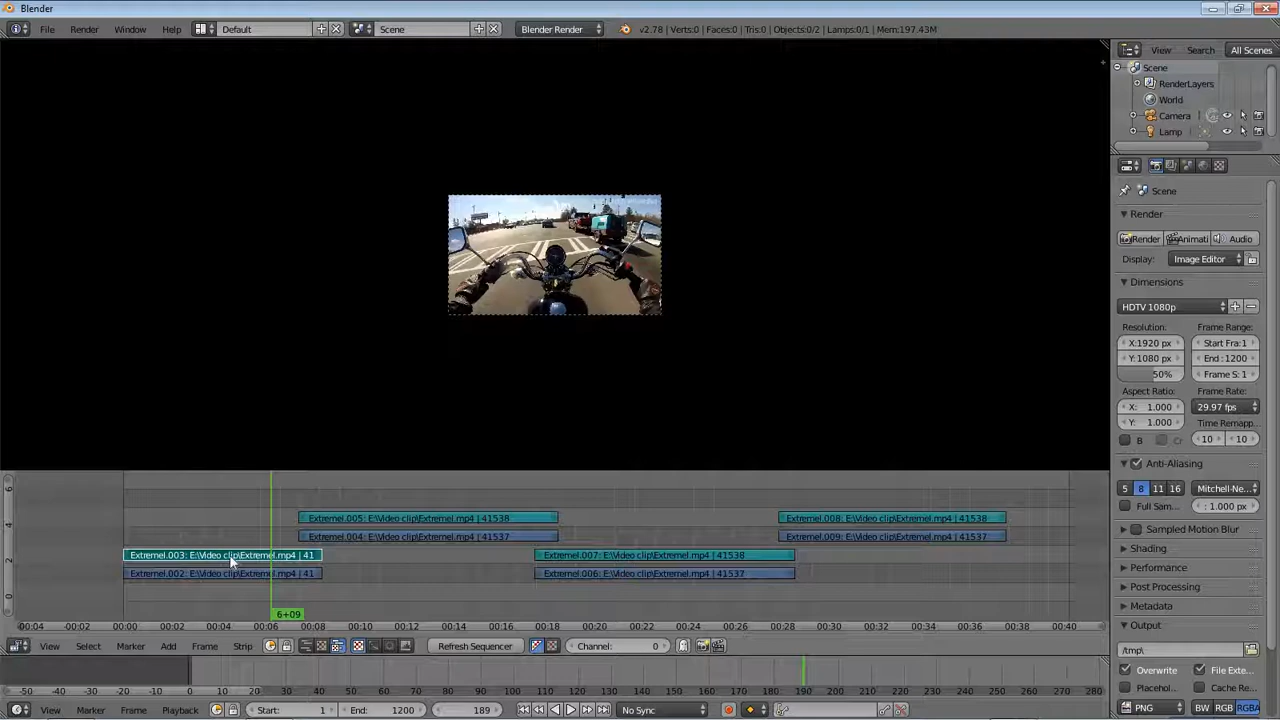 Blender
File Render Window Help Default Scene Blender Render v2.78 | Verts:0 | Faces:0 | Tris:0 | Objects:0/2 | Lamps:0/1 | Mem:197.43M
View Search All Scenes
Scene
RenderLayers
World
Camera
Lamp
Scene
Render
Render Animati Audio
Display: Image Editor
Dimensions
HDTV 1080p
Resolution: Frame Range:
X:1920 px Start Fra:1
Y:1080 px End :1200
50% Frame S: 1
Aspect Ratio: Frame Rate:
X: 1.000 29.97 fps
Y: 1.000 Time Remapp...
B Cr 10 10
Anti-Aliasing
5 8 11 16 Mitchell-Ne...
Full Sam... : 1.000 px
Sampled Motion Blur
Shading
Performance
Post Processing
Metadata
Output
/tmp\
Overwrite File Exte...
Placehol.. Cache Re...
PNG BW RGB RGBA
6
4
2
0
Extremel.005: E:\Video clip\Extremel.mp4 | 41538
Extremel.008: E:\Video clip\Extremel.mp4 | 41538
Extremel.004: E:\Video clip\Extremel.mp4 | 41537
Extremel.009: E:\Video clip\Extremel.mp4 | 41537
Extremel.003: E:\Video clip\Extremel.mp4 | 41
Extremel.007: E:\Video clip\Extremel.mp4 | 41538
Extremel.002: E:\Video clip\Extremel.mp4 | 41
Extremel.006: E:\Video clip\Extremel.mp4 | 41537
6+09
-00:04 -00:02 00:00 00:02 00:04 00:06 00:08 00:10 00:12 00:14 00:16 00:18 00:20 00:22 00:24 00:26 00:28 00:30 00:32 00:34 00:36 00:38 00:40
View Select Marker Add Frame Strip Refresh Sequencer Channel: 0
-50 -40 -30 -20 -10 0 10 20 30 40 50 60 70 80 90 100 110 120 130 140 150 160 170 180 190 200 210 220 230 240 250 260 270 280
View Marker Frame Playback Start: 1 End: 1200 189 No Sync